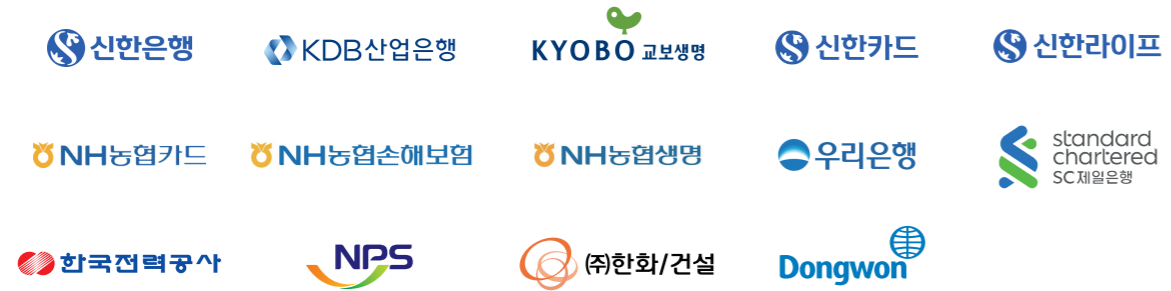 신한은행
KDB산업은행
KYOBO 교보생명
신한카드
신한라이프
NH농협카드
NH농협손해보험
NH농협생명
우리은행
standard
chartered
SC제일은행
한국전력공사
NPS
㈜한화/건설
Dongwon